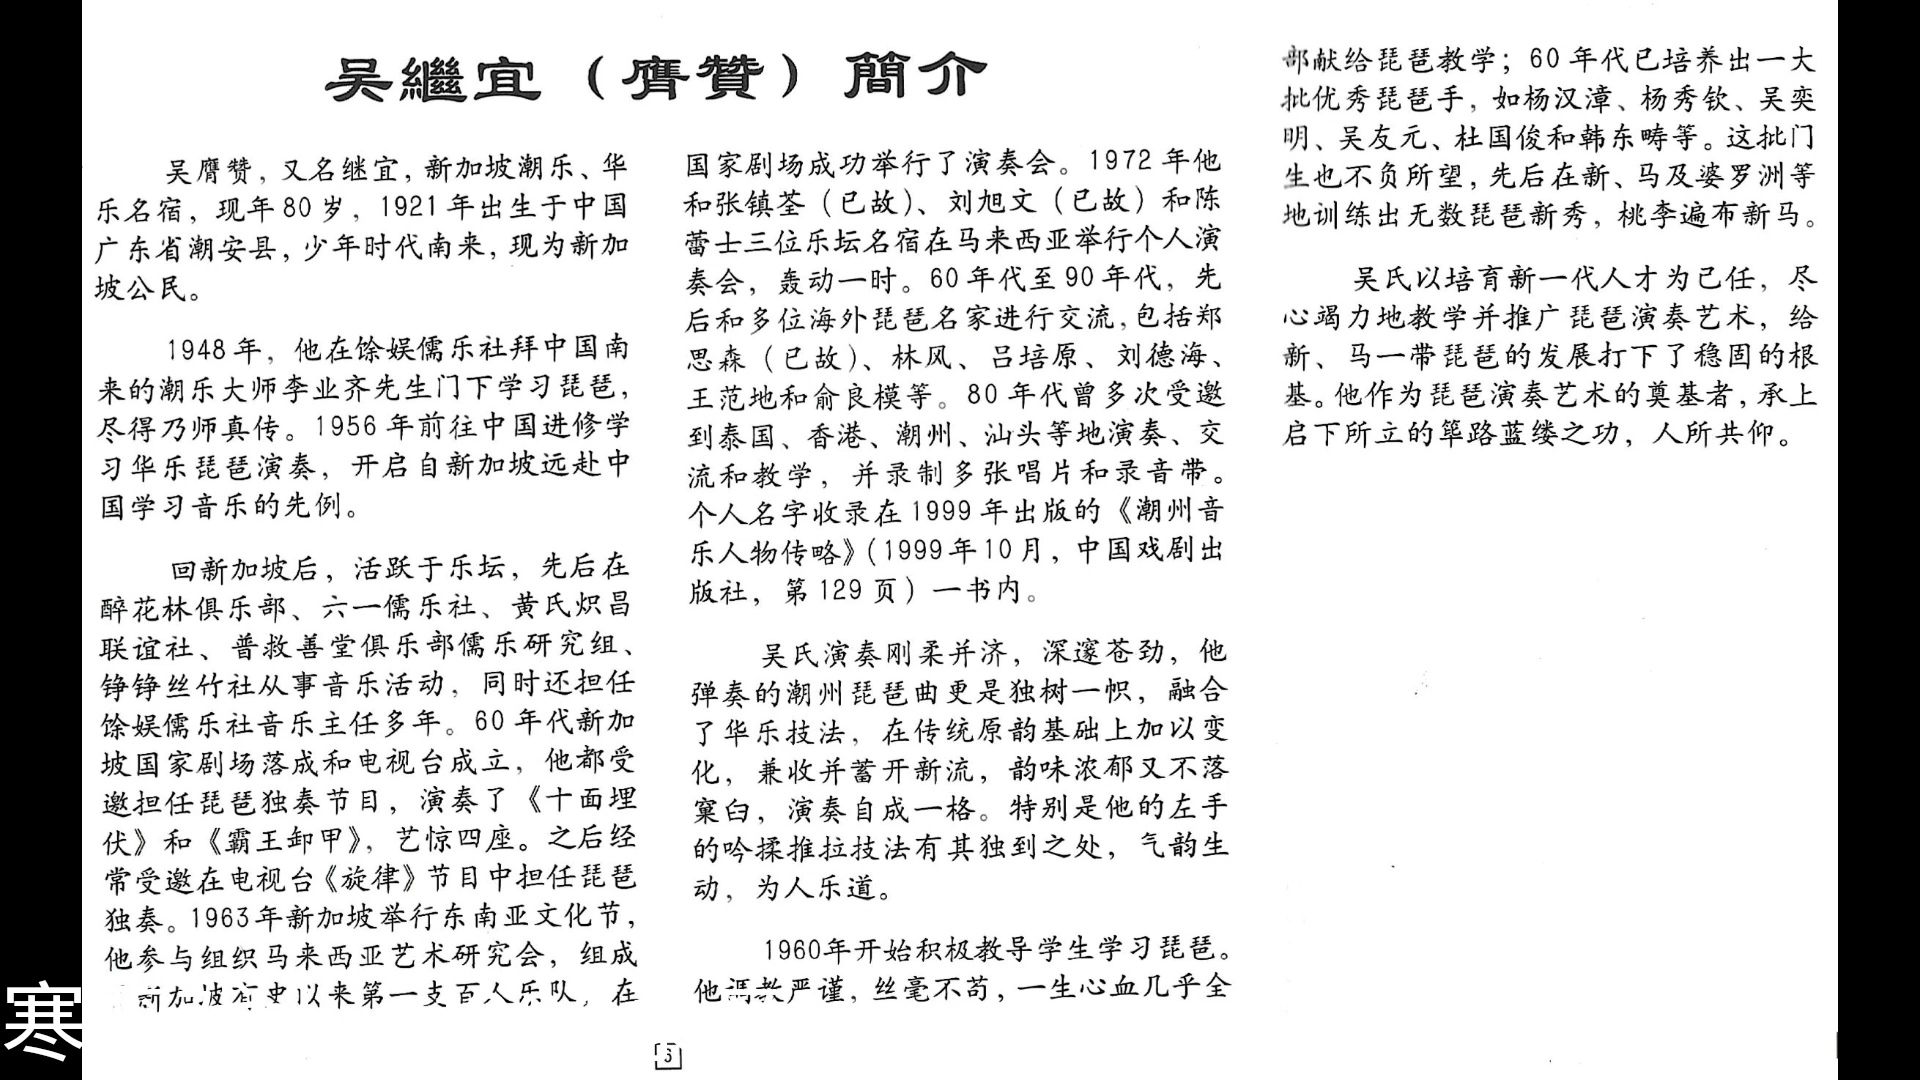 吴繼宜（膺贊）簡介
吴膺赞，又名继宜，新加坡潮乐、华
乐名宿，现年80岁，1921年出生于中国
广东省潮安县，少年时代南来，现为新加
坡公民。
1948年，他在馀娱儒乐社拜中国南
来的潮乐大师李业齐先生门下学习琵琶，
尽得乃师真传。1956年前往中国进修学
习华乐琵琶演奏，开启自新加坡远赴中
国学习音乐的先例。
回新加坡后，活跃于乐坛，先后在
醉花林俱乐部、六一儒乐社、黄氏炽昌
联谊社、普救善堂俱乐部儒乐研究组、
铮铮丝竹社从事音乐活动，同时还担任
馀娱儒乐社音乐主任多年。60年代新加
坡国家剧场落成和电视台成立，他都受
邀担任琵琶独奏节目，演奏了《十面埋
伏》和《霸王卸甲》，艺惊四座。之后经
常受邀在电视台《旋律》节目中担任琵琶
独奏。1963年新加坡举行东南亚文化节，
他参与组织马来西亚艺术研究会，组成
新加坡有史以来第一支百人乐队，在
国家剧场成功举行了演奏会。1972年他
和张镇荃（已故）、刘旭文（已故）和陈
蕾士三位乐坛名宿在马来西亚举行个人演
奏会，轰动一时。60年代至90年代，先
后和多位海外琵琶名家进行交流，包括郑
思森（已故）、林风、吕培原、刘德海、
王范地和俞良模等。80年代曾多次受邀
到泰国、香港、潮州、汕头等地演奏、交
流和教学，并录制多张唱片和录音带。
个人名字收录在1999年出版的《潮州音
乐人物传略》（1999年10月，中国戏剧出
版社，第129页）一书内。
吴氏演奏刚柔并济，深邃苍劲，他
弹奏的潮州琵琶曲更是独树一帜，融合
了华乐技法，在传统原韵基础上加以变
化，兼收并蓄开新流，韵味浓郁又不落
窠臼，演奏自成一格。特别是他的左手
的吟揉推拉技法有其独到之处，气韵生
动，为人乐道。
1960年开始积极教导学生学习琵琶。
他教严谨，丝毫不苟，一生心血几乎全
部献给琵琶教学；60年代已培养出一大
批优秀琵琶手，如杨汉漳、杨秀钦、吴奕
明、吴友元、杜国俊和韩东畴等。这批门
生也不负所望，先后在新、马及婆罗洲等
地训练出无数琵琶新秀，桃李遍布新马。
吴氏以培育新一代人才为己任，尽
心竭力地教学并推广琵琶演奏艺术，给
新、马一带琵琶的发展打下了稳固的根
基。他作为琵琶演奏艺术的奠基者，承上
启下所立的筚路蓝缕之功，人所共仰。
寒